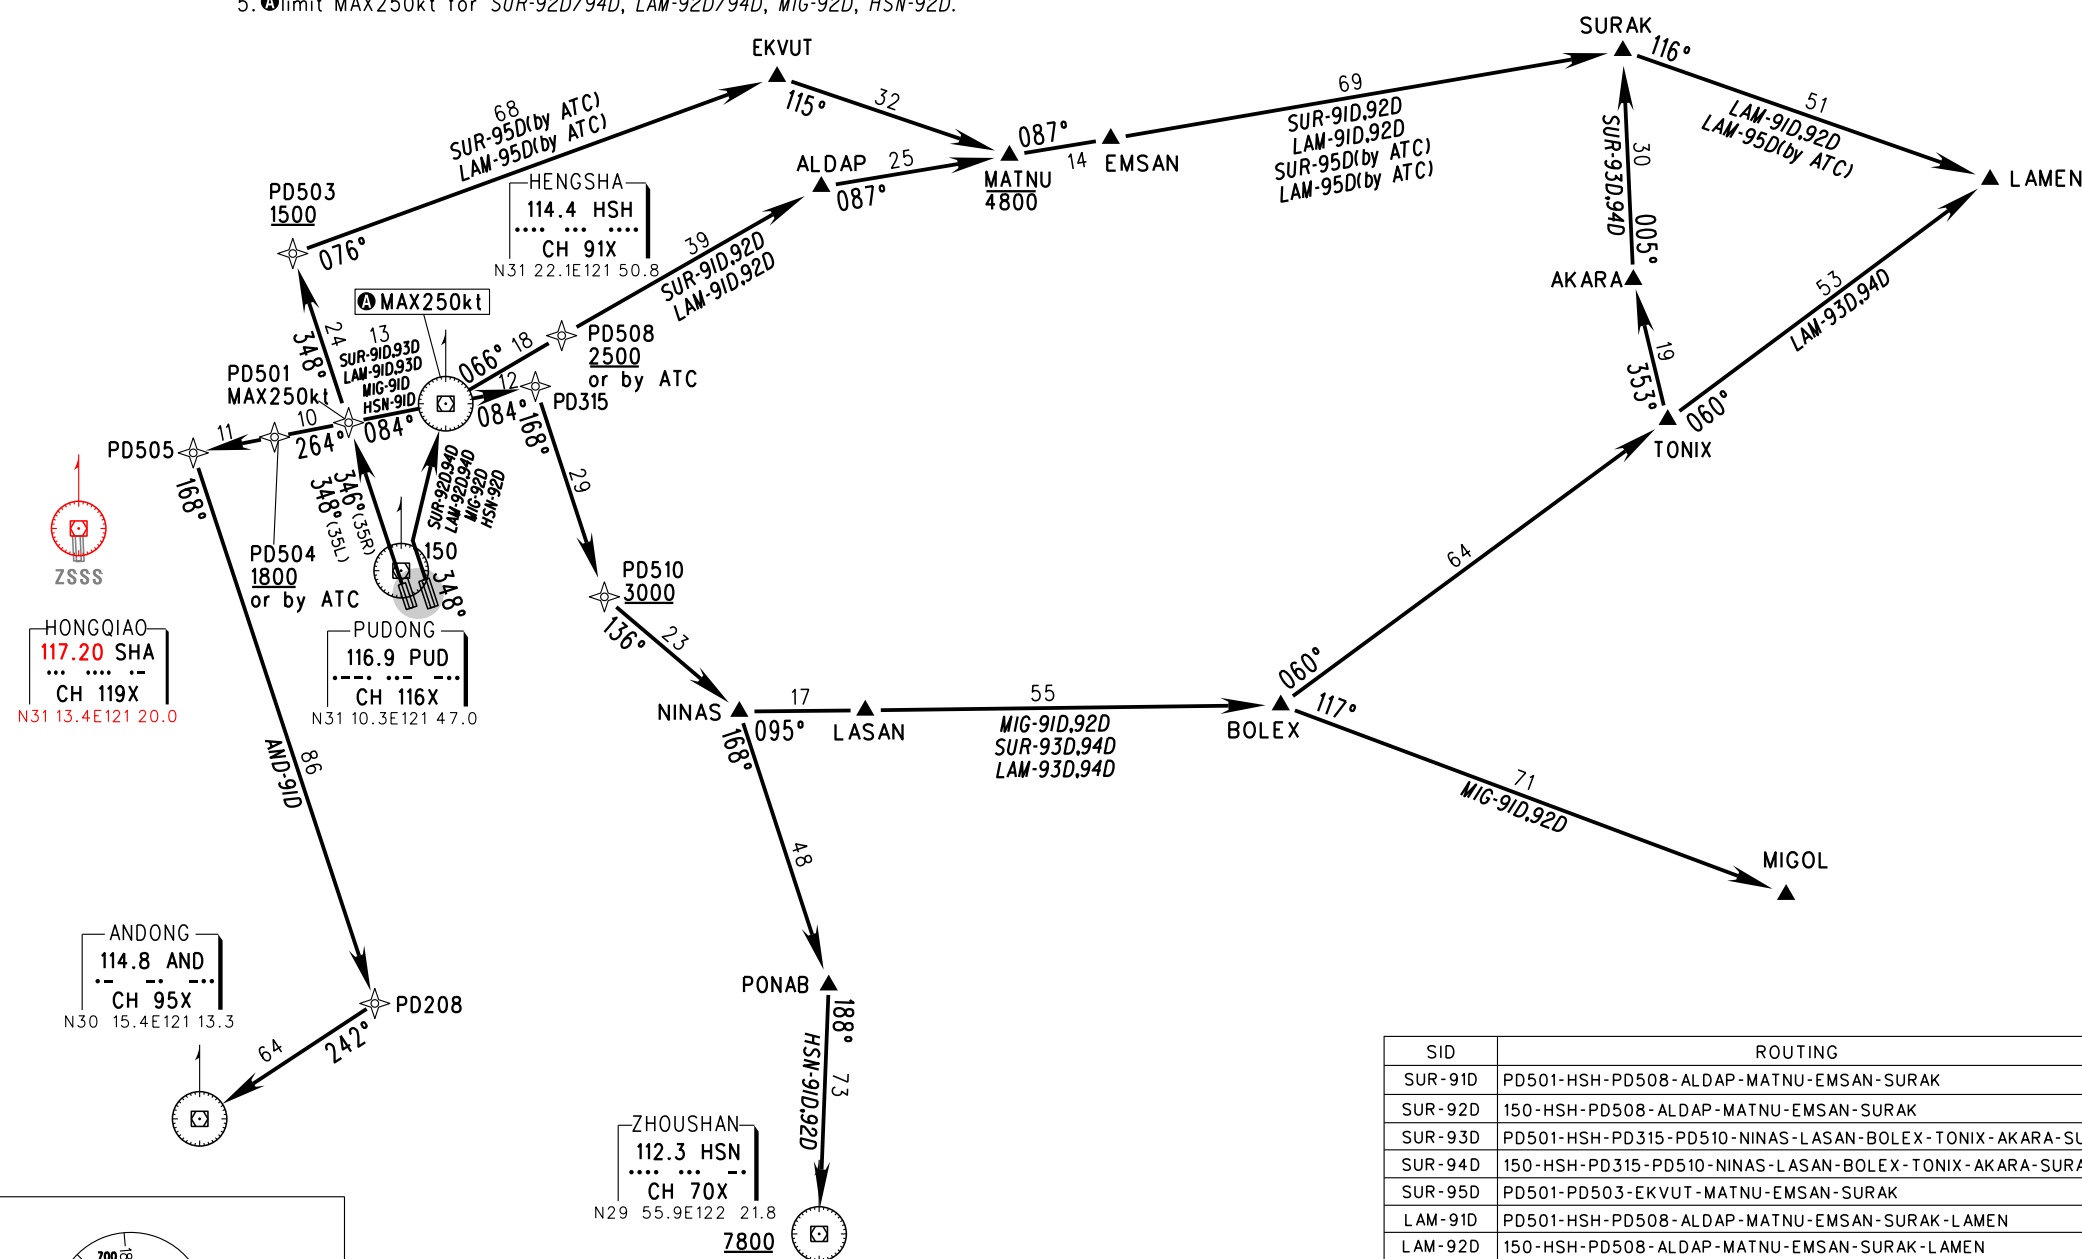 5. Ⓐlimit MAX250kt for SUR-92D/94D, LAM-92D/94D, MIG-92D, HSN-92D.
EKVUT
115°
32
68
SUR-95D(by ATC)
LAM-95D(by ATC)
SURAK
116°
69
SUR-91D,92D
LAM-91D,92D
SUR-95D(by ATC)
LAM-95D(by ATC)
51
LAM-91D,92D
LAM-95D(by ATC)
LAMEN
087°
14
EMSAN
MATNU
4800
ALDAP
25
087°
PD503
1500
076°
HENGSHA
114.4 HSH
CH 91X
N31 22.1E121 50.8
39
SUR-91D,92D
LAM-91D,92D
30
SUR-93D,94D
005°
AKARA
53
LAM-93D,94D
19
353°
060°
TONIX
Ⓐ MAX250kt
24
348°
13
SUR-91D,93D
LAM-91D,93D
MIG-91D
HSN-91D
066°
18
PD508
2500
or by ATC
12
084°
PD315
PD501
MAX250kt
10
264°
084°
11
PD505
168°
168°
29
346°(35R)
348°(35L)
SUR-92D,94D
LAM-92D,94D
MIG-92D
HSN-92D
150
348°
PD504
1800
or by ATC
ZSSS
HONGQIAO
117.20 SHA
CH 119X
N31 13.4E121 20.0
PUDONG
116.9 PUD
CH 116X
N31 10.3E121 47.0
PD510
3000
136°
23
64
060°
NINAS
17
095°
LASAN
55
MIG-91D,92D
SUR-93D,94D
LAM-93D,94D
BOLEX
117°
168°
71
MIG-91D,92D
MIGOL
86
AND-91D
48
ANDONG
114.8 AND
CH 95X
N30 15.4E121 13.3
PD208
242°
64
PONAB
188°
HSN-91D,92D
73
ZHOUSHAN
112.3 HSN
CH 70X
N29 55.9E122 21.8
7800
700
SID ROUTING
SUR-91D PD501-HSH-PD508-ALDAP-MATNU-EMSAN-SURAK
SUR-92D 150-HSH-PD508-ALDAP-MATNU-EMSAN-SURAK
SUR-93D PD501-HSH-PD315-PD510-NINAS-LASAN-BOLEX-TONIX-AKARA-SU
SUR-94D 150-HSH-PD315-PD510-NINAS-LASAN-BOLEX-TONIX-AKARA-SURA
SUR-95D PD501-PD503-EKVUT-MATNU-EMSAN-SURAK
LAM-91D PD501-HSH-PD508-ALDAP-MATNU-EMSAN-SURAK-LAMEN
LAM-92D 150-HSH-PD508-ALDAP-MATNU-EMSAN-SURAK-LAMEN